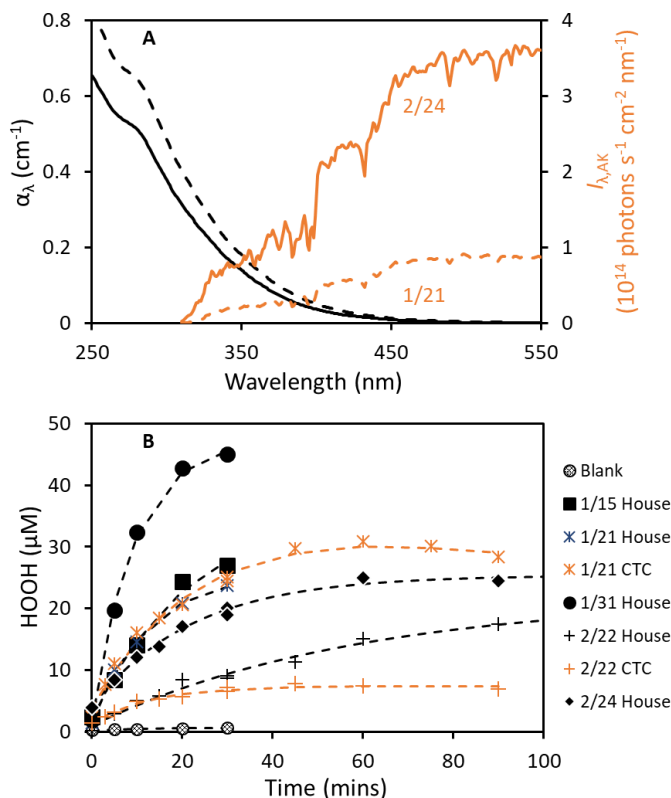 A
0.8
0.6
0.4
0.2
0
αλ (cm⁻¹)
4
3
2
1
0
Iλ,AK
(10¹⁴ photons s⁻¹ cm⁻² nm⁻¹)
2/24
1/21
250 350 450 550
Wavelength (nm)
B
50
40
30
20
10
0
HOOH (µM)
0 20 40 60 80 100
Time (mins)
Blank
1/15 House
1/21 House
1/21 CTC
1/31 House
2/22 House
2/22 CTC
2/24 House